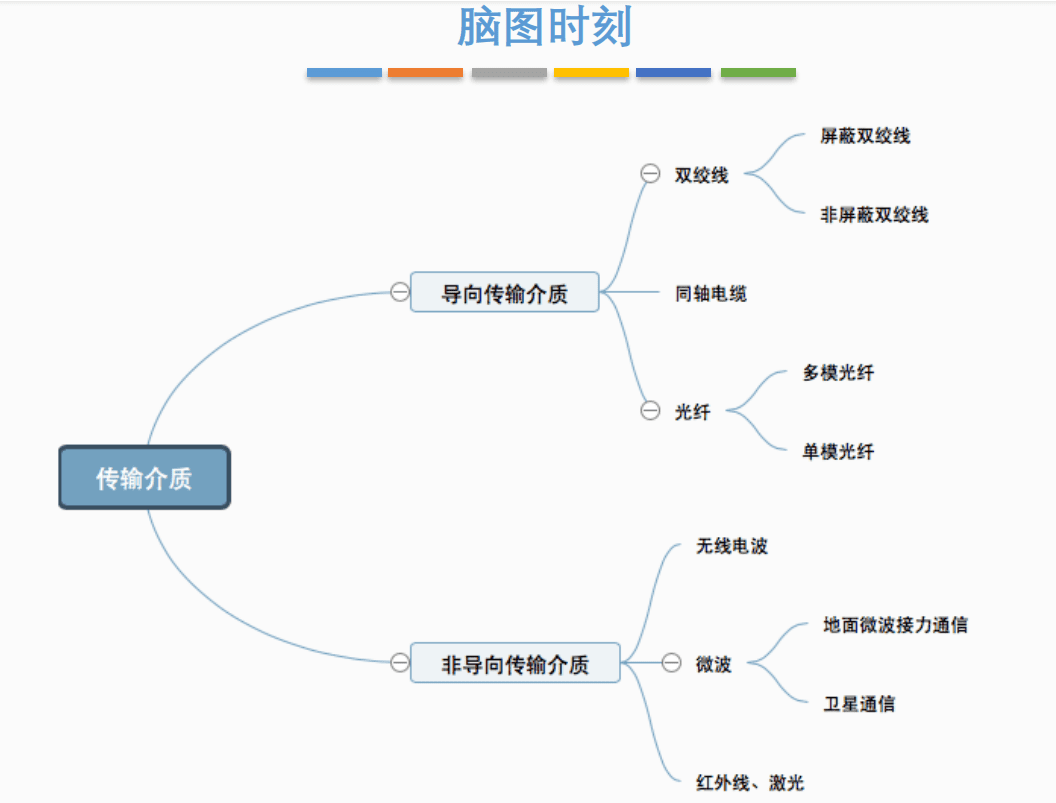 脑图时刻
传输介质
导向传输介质
双绞线
屏蔽双绞线
非屏蔽双绞线
同轴电缆
光纤
多模光纤
单模光纤
非导向传输介质
无线电波
微波
地面微波接力通信
卫星通信
红外线、激光